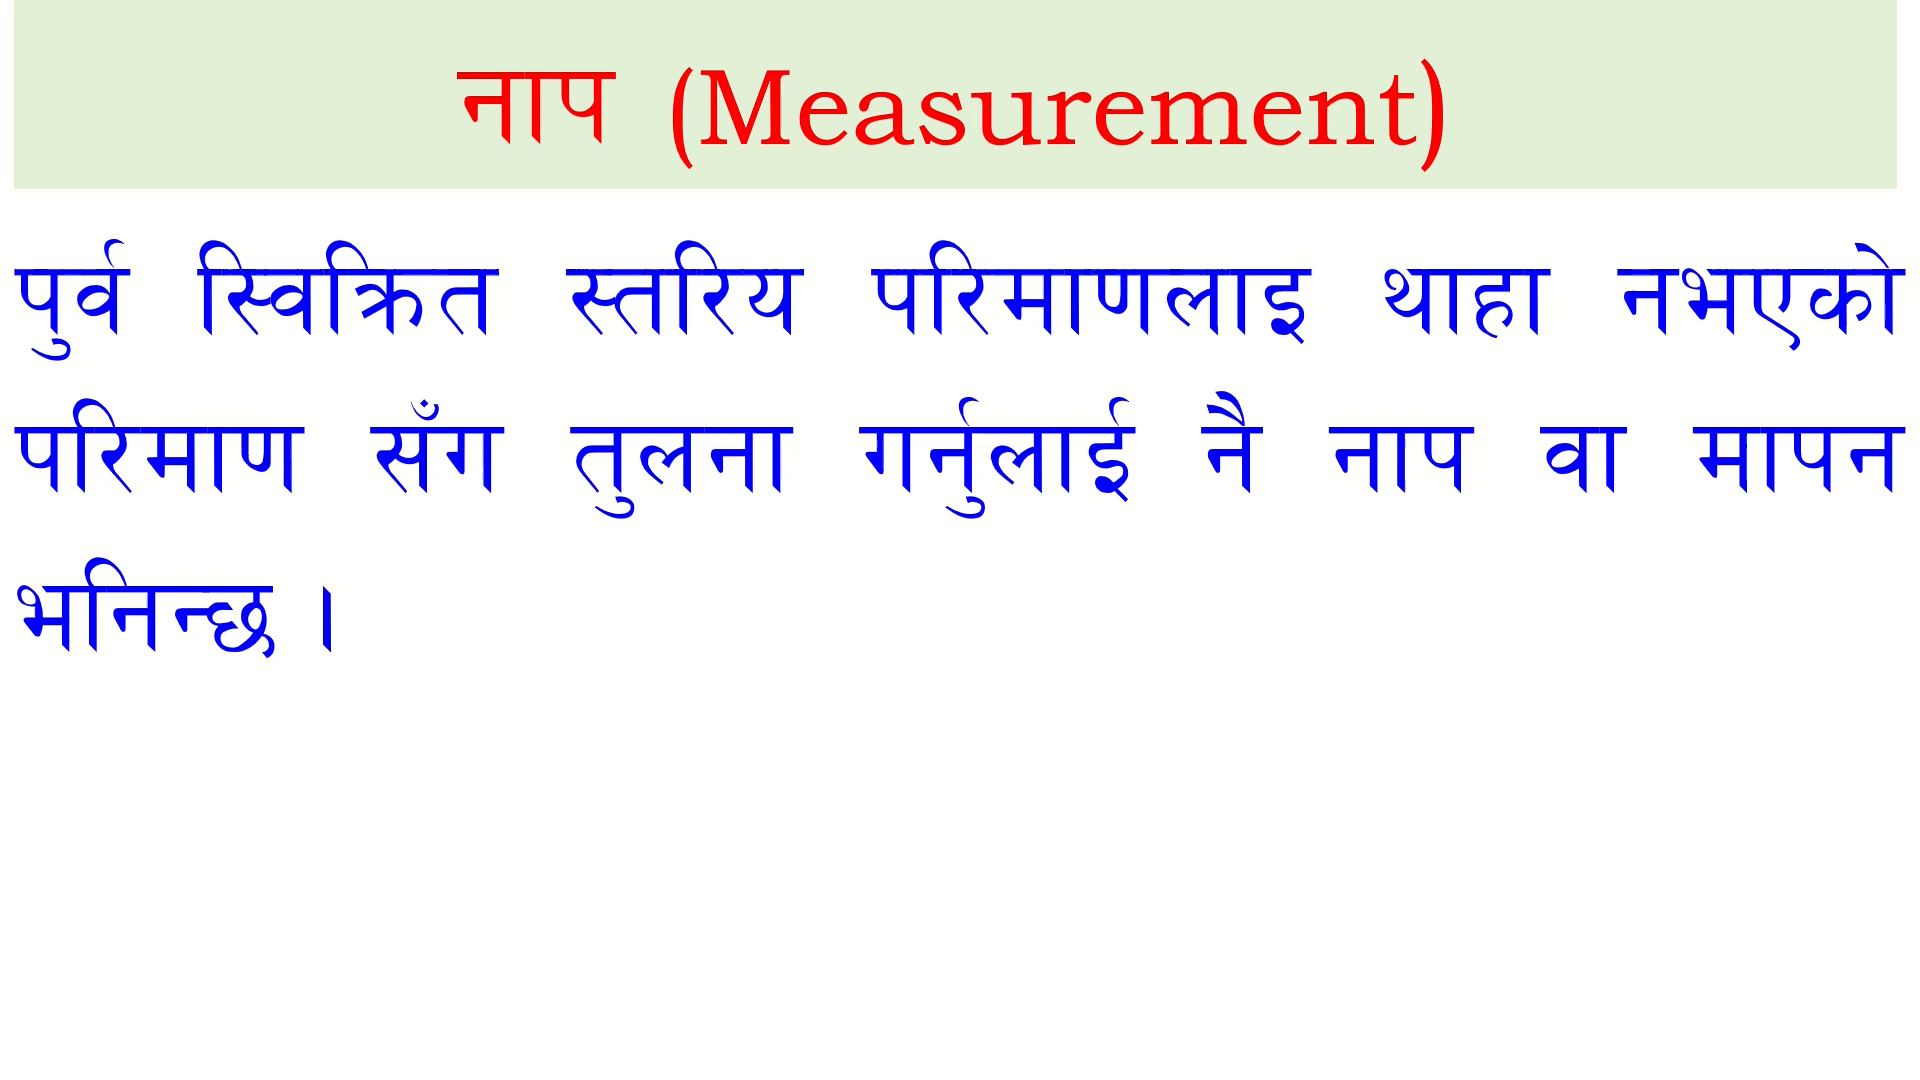 नाप (Measurement)
पुर्व स्विक्रित स्तरिय परिमाणलाइ थाहा नभएको
परिमाण सँग तुलना गर्नुलाई नै नाप वा मापन
भनिन्छ ।